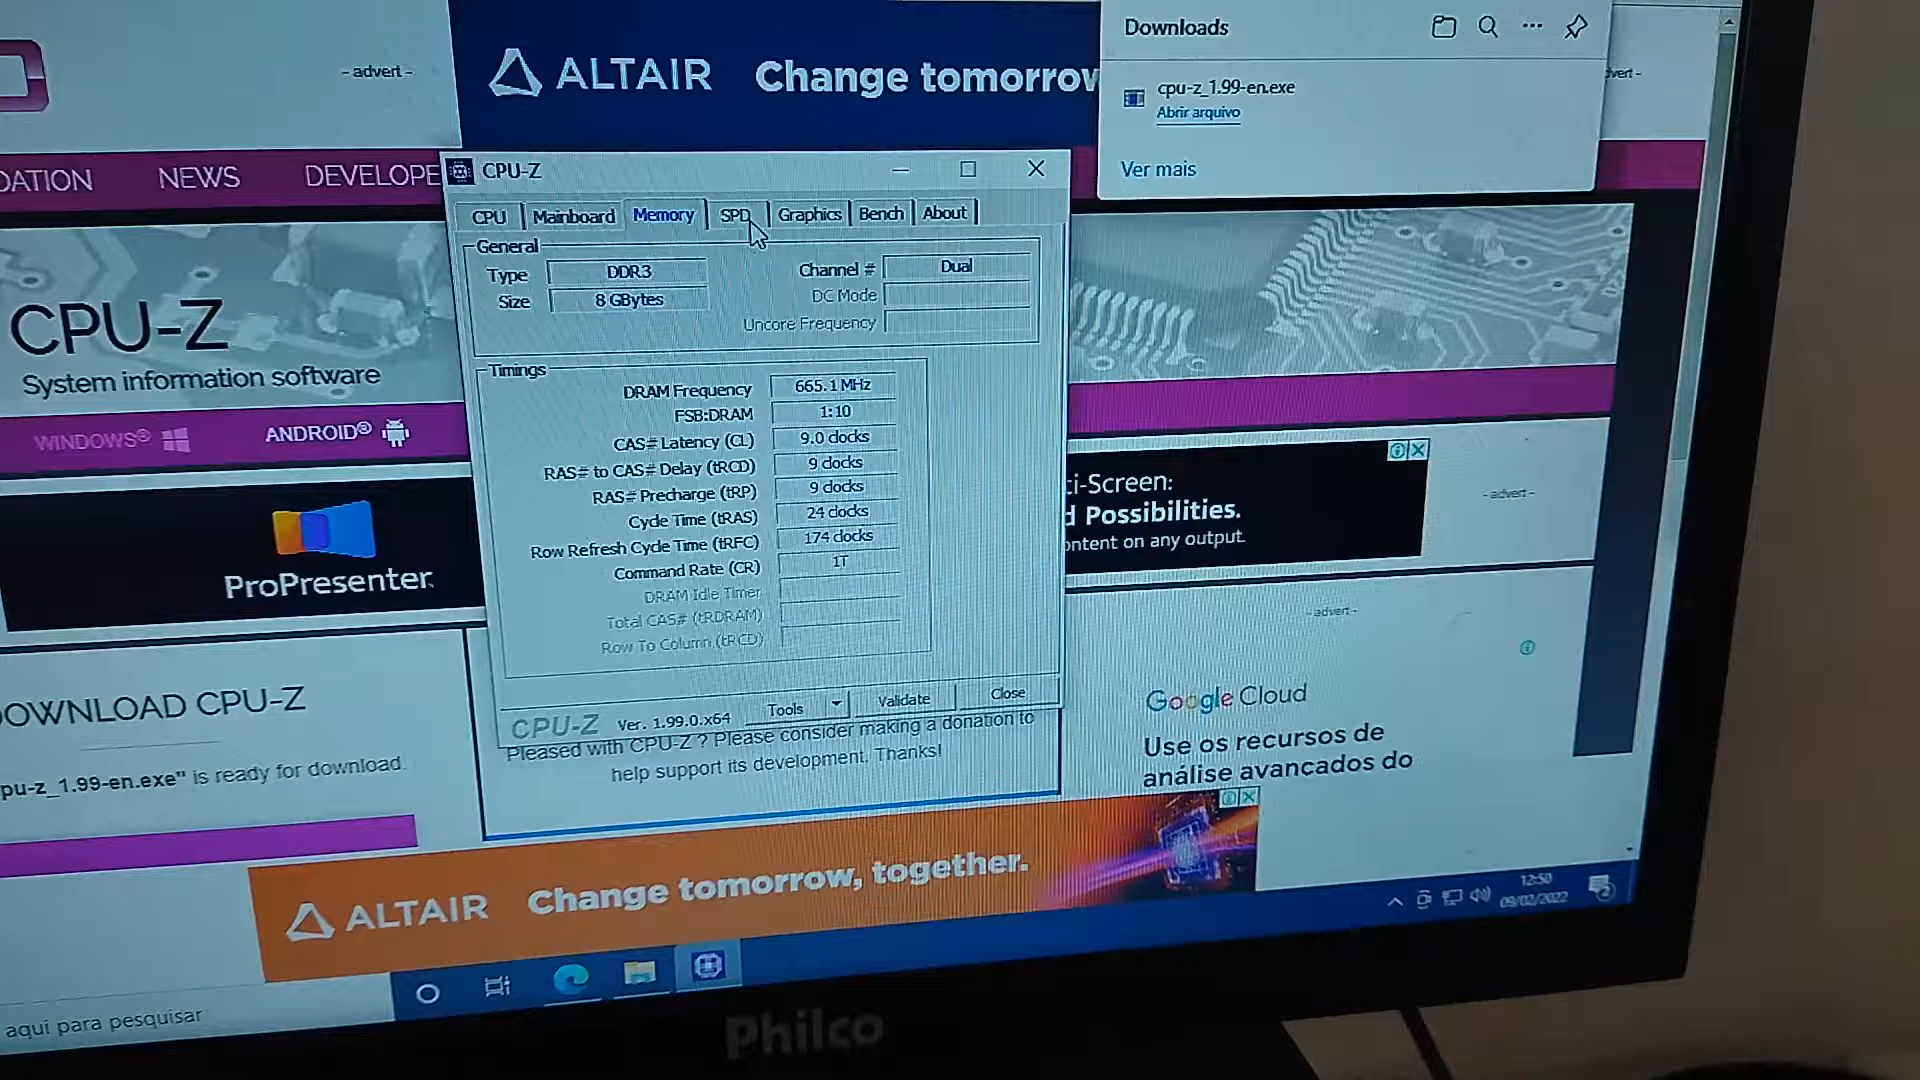 - advert -
ALTAIR Change tomorrow
Downloads
cpu-z_1.99-en.exe
Abrir arquivo
Ver mais
NEWS
CPU-Z
CPU Mainboard Memory SPD Graphics Bench About
General
Type DDR3
Size 8 GBytes
Channel # Dual
DC Mode
Uncore Frequency
Timings
DRAM Frequency 665.1 MHz
FSB:DRAM 1:10
CAS# Latency (CL) 9.0 clocks
RAS# to CAS# Delay (tRCD) 9 clocks
RAS# Precharge (tRP) 9 clocks
Cycle Time (tRAS) 24 clocks
Row Refresh Cycle Time (tRFC) 174 clocks
Command Rate (CR) 1T
DRAM Idle Timer
Total CAS# (tRDRAM)
Row To Column (tRCD)
CPU-Z Ver. 1.99.0.x64 Tools Validate Close
Pleased with CPU-Z ? Please consider making a donation to
help support its development. Thanks!
CPU-Z
System information software
WINDOWS® ANDROID®
ProPresenter.
DOWNLOAD CPU-Z
pu-z_1.99-en.exe" is ready for download.
ti-Screen:
d Possibilities.
ontent on any output.
- advert -
- advert -
Google Cloud
Use os recursos de
análise avançados do
ALTAIR Change tomorrow, together.
12:50
09/02/2022
aqui para pesquisar
Philco